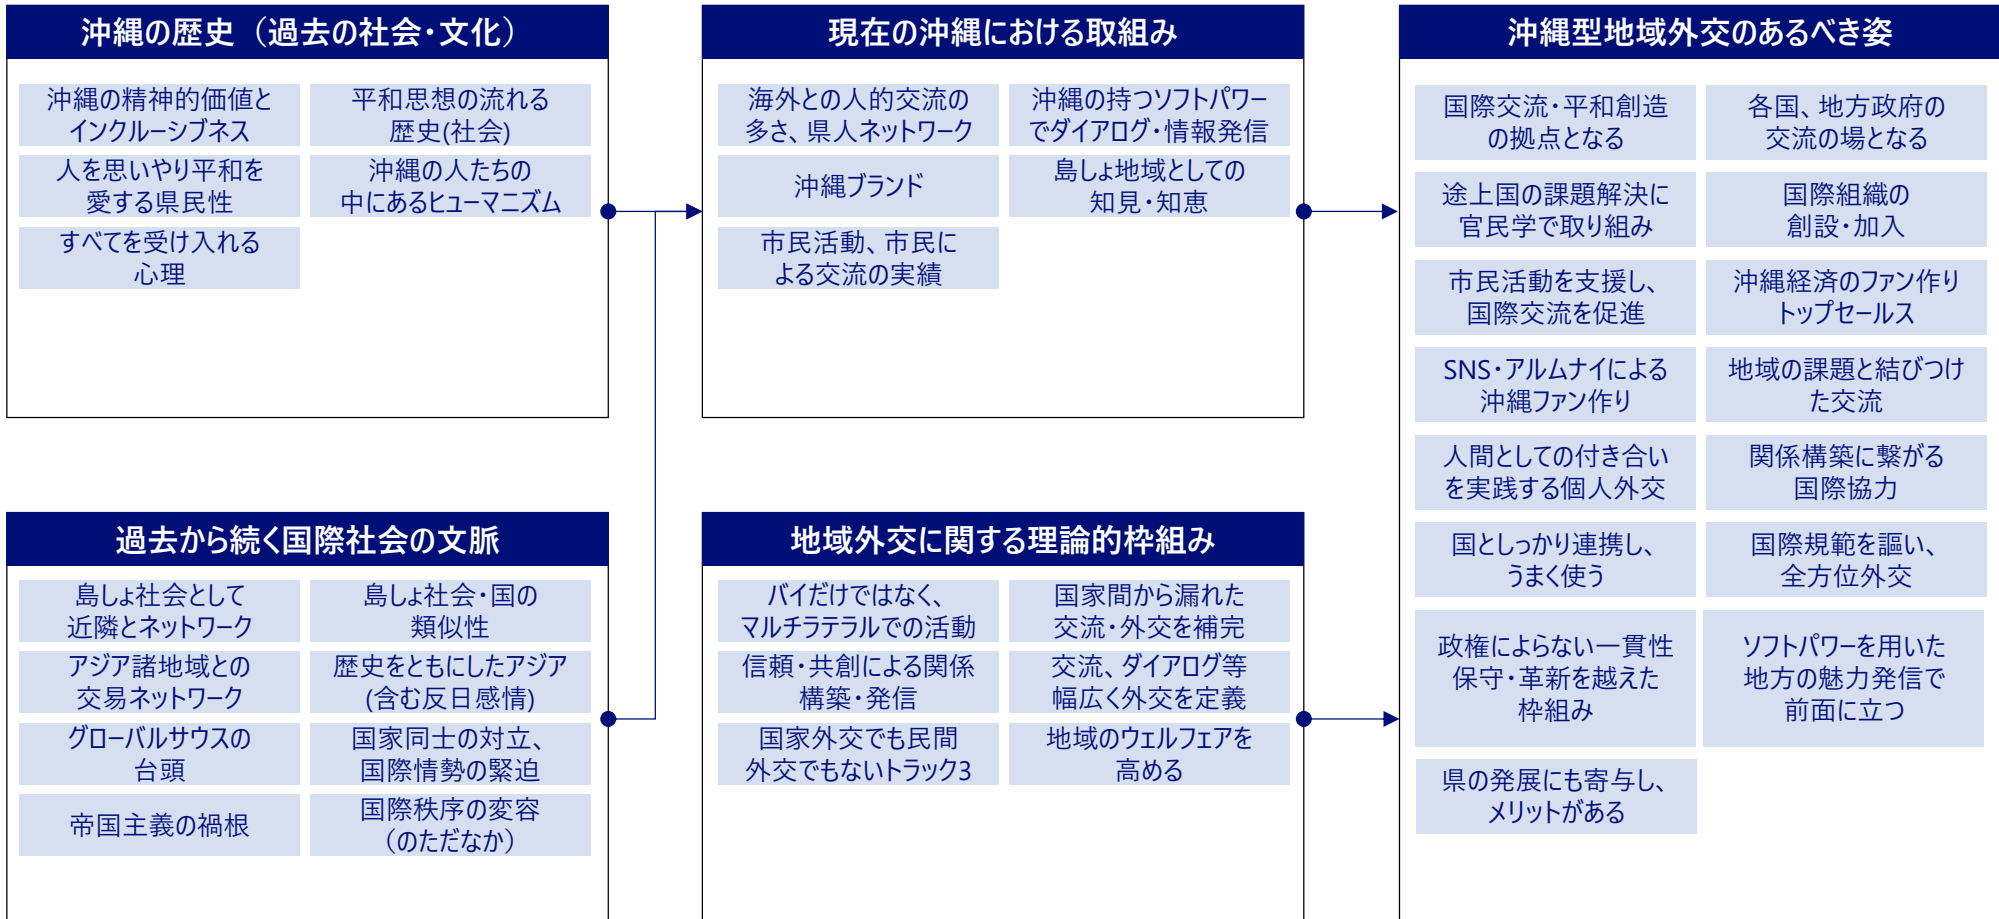 沖縄の歴史（過去の社会・文化）
沖縄の精神的価値と
インクルーシブネス
平和思想の流れる
歴史(社会)
人を思いやり平和を
愛する県民性
沖縄の人たちの
中にあるヒューマニズム
すべてを受け入れる
心理
過去から続く国際社会の文脈
島しょ社会として
近隣とネットワーク
島しょ社会・国の
類似性
アジア諸地域との
交易ネットワーク
歴史をともにしたアジア
(含む反日感情)
グローバルサウスの
台頭
国家同士の対立、
国際情勢の緊迫
帝国主義の禍根
国際秩序の変容
（のただなか）
現在の沖縄における取組み
海外との人的交流の
多さ、県人ネットワーク
沖縄の持つソフトパワー
でダイアログ・情報発信
沖縄ブランド
島しょ地域としての
知見・知恵
市民活動、市民に
よる交流の実績
地域外交に関する理論的枠組み
バイだけではなく、
マルチラテラルでの活動
国家間から漏れた
交流・外交を補完
信頼・共創による関係
構築・発信
交流、ダイアログ等
幅広く外交を定義
国家外交でも民間
外交でもないトラック3
地域のウェルフェアを
高める
沖縄型地域外交のあるべき姿
国際交流・平和創造
の拠点となる
各国、地方政府の
交流の場となる
途上国の課題解決に
官民学で取り組み
国際組織の
創設・加入
市民活動を支援し、
国際交流を促進
沖縄経済のファン作り
トップセールス
SNS・アルムナイによる
沖縄ファン作り
地域の課題と結びつけ
た交流
人間としての付き合い
を実践する個人外交
関係構築に繋がる
国際協力
国としっかり連携し、
うまく使う
国際規範を謳い、
全方位外交
政権によらない一貫性
保守・革新を越えた
枠組み
ソフトパワーを用いた
地方の魅力発信で
前面に立つ
県の発展にも寄与し、
メリットがある